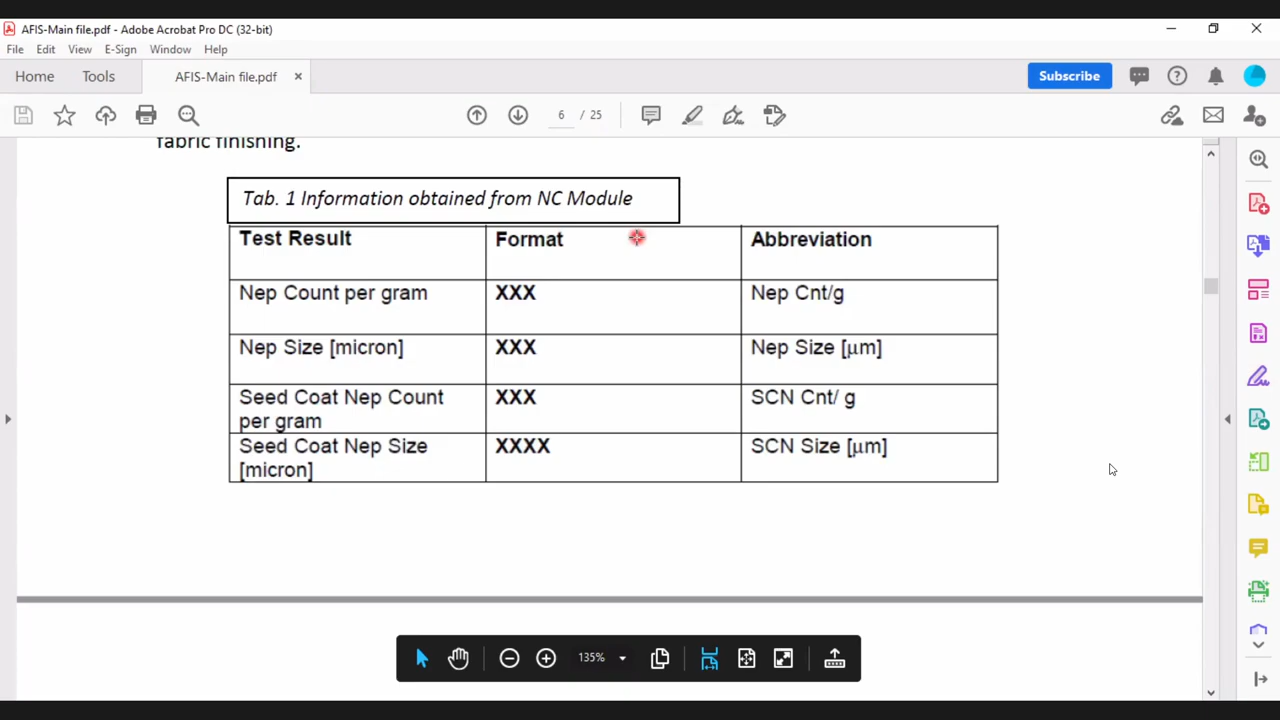 AFIS-Main file.pdf - Adobe Acrobat Pro DC (32-bit)
File Edit View E-Sign Window Help
Home Tools AFIS-Main file.pdf × Subscribe
6 / 25
fabric finishing.
Tab. 1 Information obtained from NC Module
Test Result Format Abbreviation
Nep Count per gram XXX Nep Cnt/g
Nep Size [micron] XXX Nep Size [μm]
Seed Coat Nep Count XXX SCN Cnt/ g
per gram
Seed Coat Nep Size XXXX SCN Size [μm]
[micron]
135%